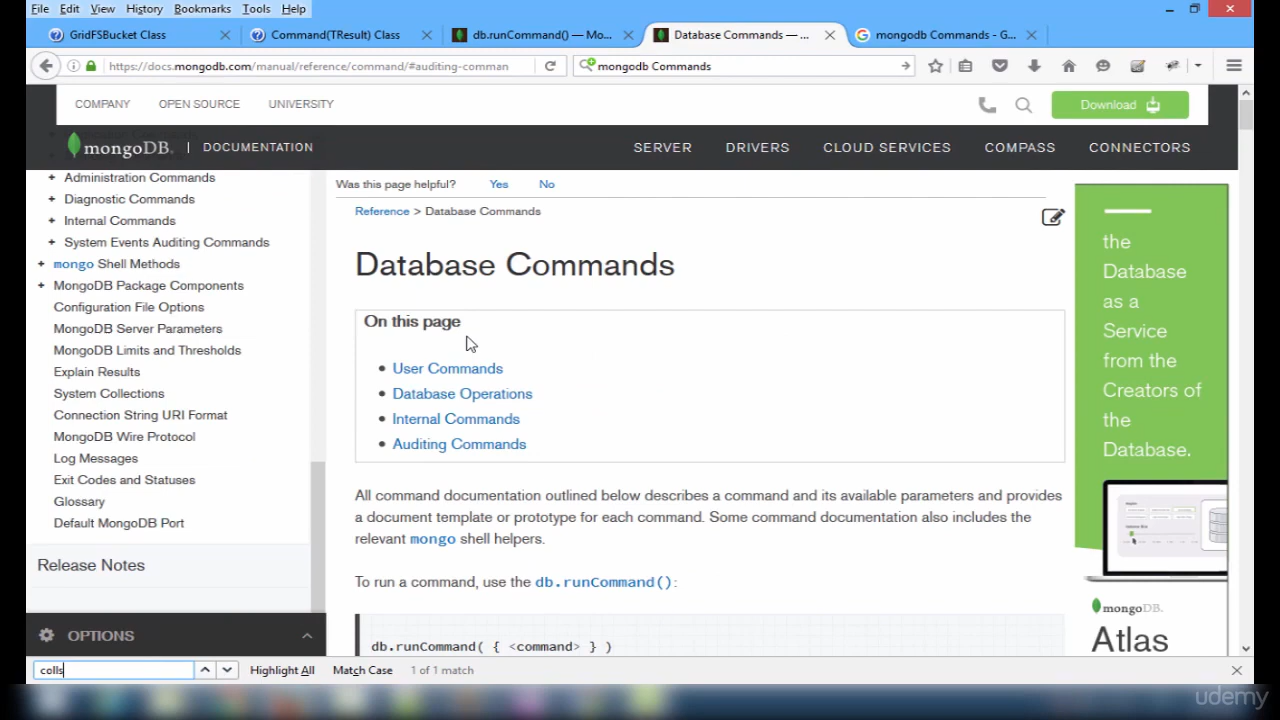 File Edit View History Bookmarks Tools Help
GridFSBucket Class
Command(TResult) Class
db.runCommand() — Mo...
Database Commands — ...
mongodb Commands - G...
https://docs.mongodb.com/manual/reference/command/#auditing-comman
mongodb Commands
COMPANY OPEN SOURCE UNIVERSITY
Download
mongoDB. | DOCUMENTATION
SERVER DRIVERS CLOUD SERVICES COMPASS CONNECTORS
Administration Commands
Diagnostic Commands
Internal Commands
System Events Auditing Commands
mongo Shell Methods
MongoDB Package Components
Configuration File Options
MongoDB Server Parameters
MongoDB Limits and Thresholds
Explain Results
System Collections
Connection String URI Format
MongoDB Wire Protocol
Log Messages
Exit Codes and Statuses
Glossary
Default MongoDB Port
Release Notes
OPTIONS
Was this page helpful? Yes No
Reference > Database Commands
Database Commands
On this page
• User Commands
• Database Operations
• Internal Commands
• Auditing Commands
All command documentation outlined below describes a command and its available parameters and provides
a document template or prototype for each command. Some command documentation also includes the
relevant mongo shell helpers.
To run a command, use the db.runCommand():
db.runCommand( { <command> } )
the
Database
as a
Service
from the
Creators of
the
Database.
mongoDB.
Atlas
colls
Highlight All Match Case 1 of 1 match
udemy